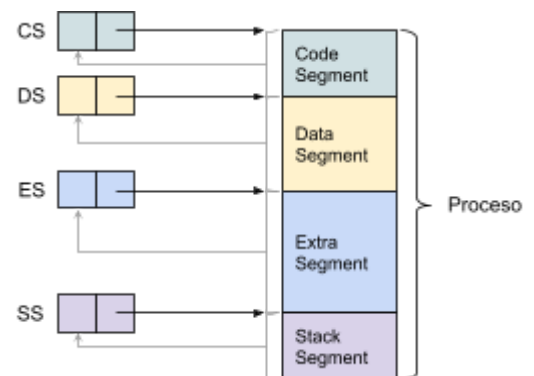 CS
Code
Segment
DS
Data
Segment
ES
Proceso
Extra
Segment
SS
Stack
Segment